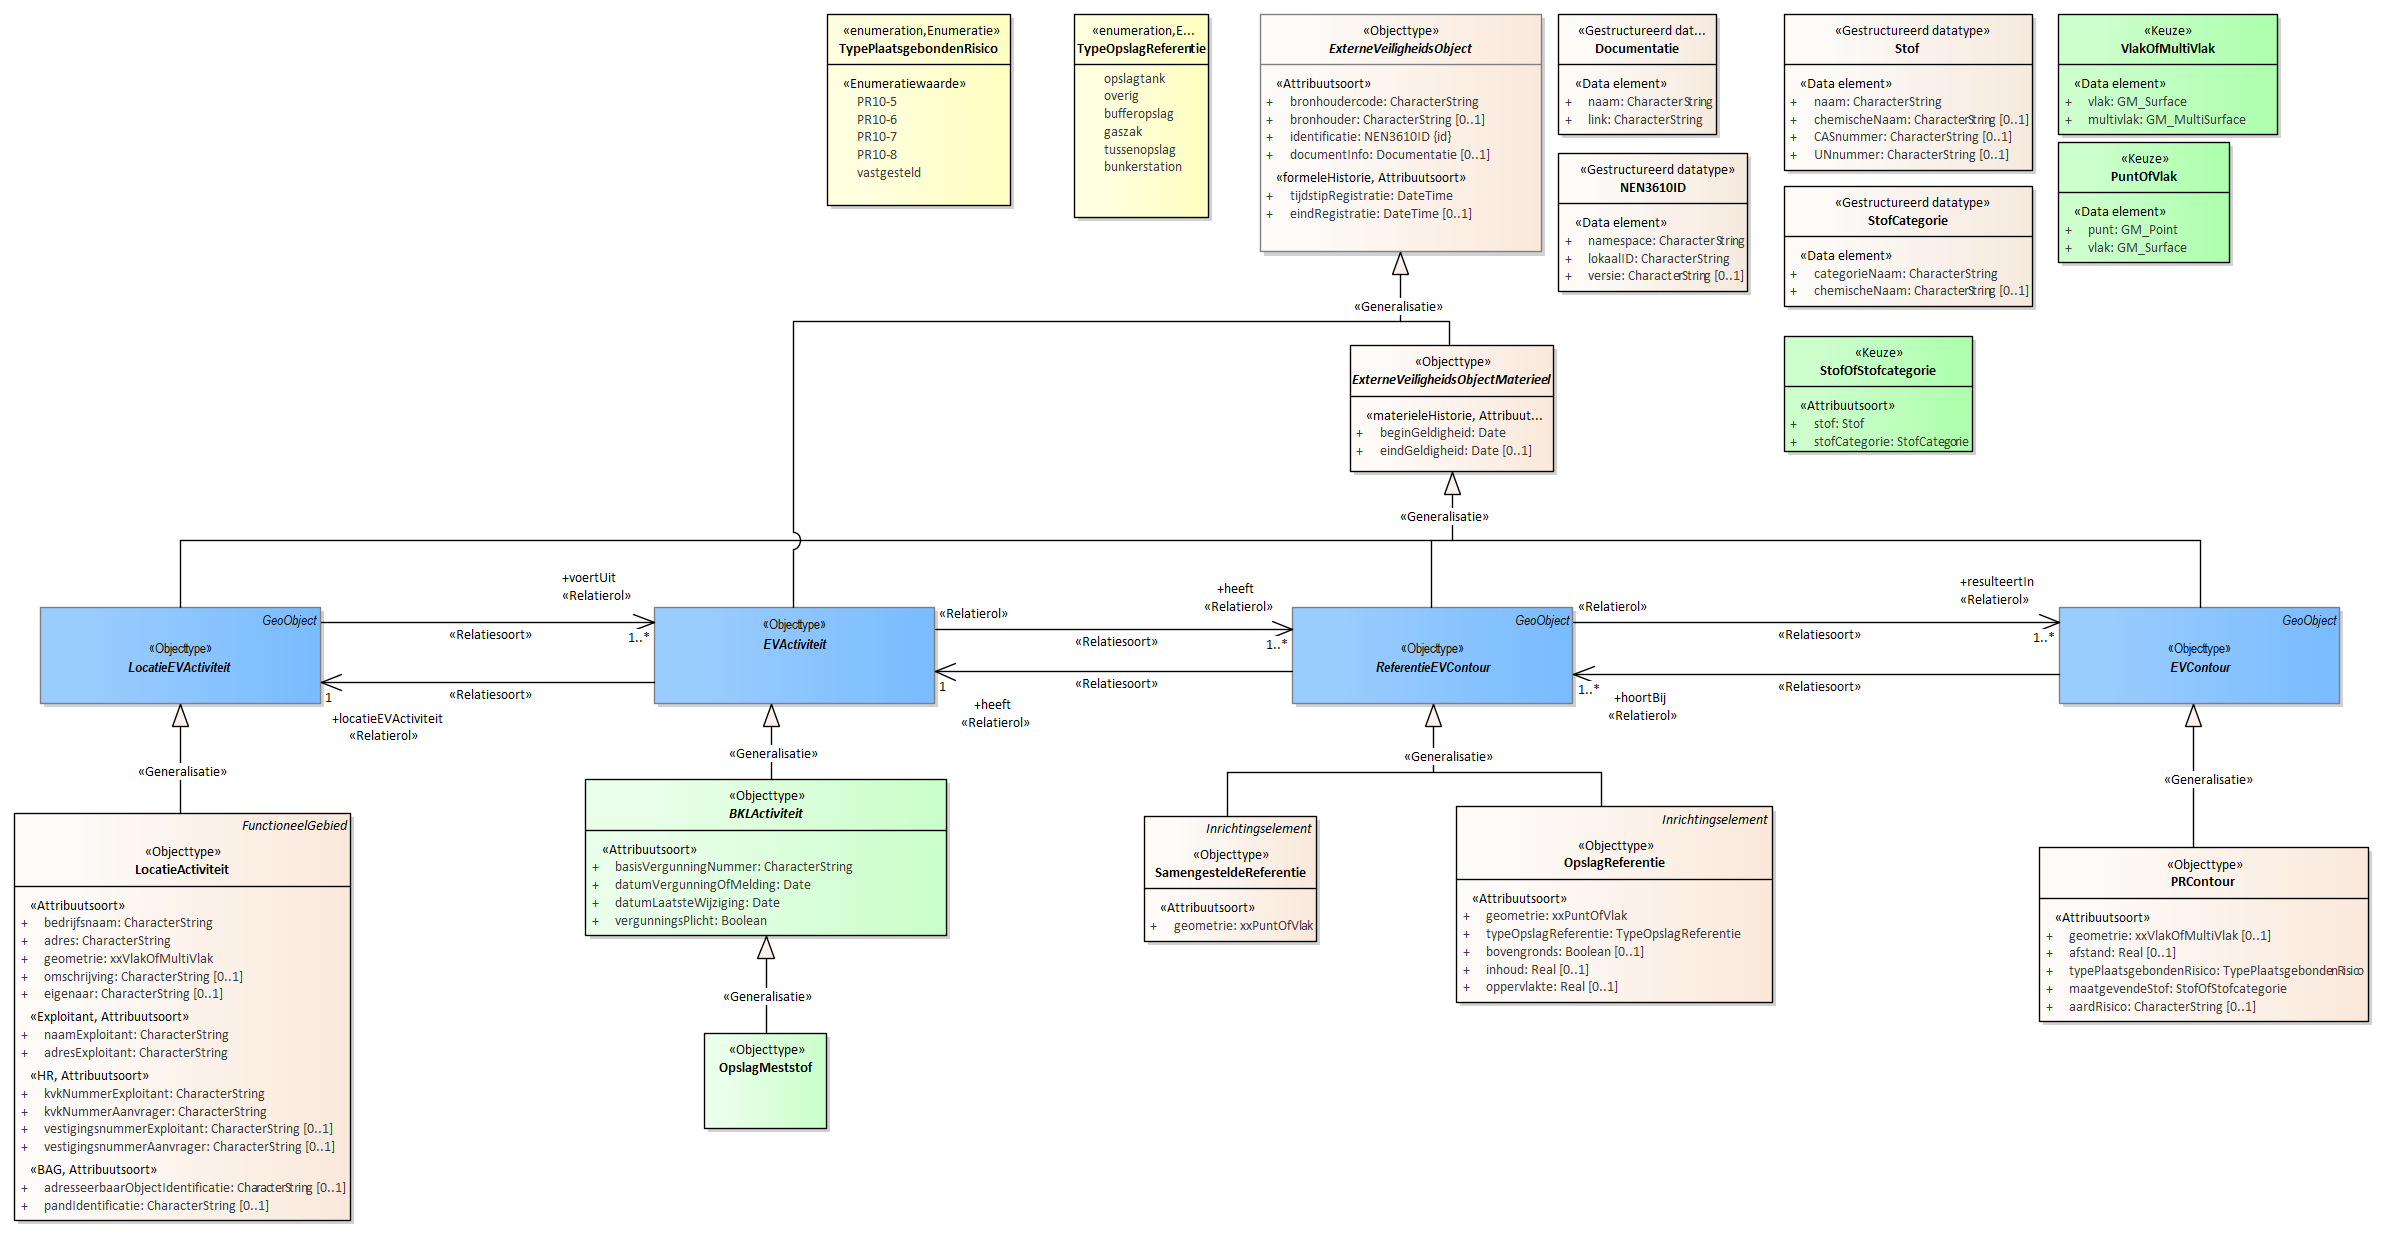 «enumeration,Enumeratie»
TypePlaatsgebondenRisico
«Enumeratiewaarde»
PR10-5
PR10-6
PR10-7
PR10-8
vastgesteld
«enumeration,E...
TypeOpslagReferentie
opslagtank
overig
bufferopslag
gaszak
tussenopslag
bunkerstation
«Objecttype»
ExterneVeiligheidsObject
«Attribuutsoort»
+ bronhoudercode: CharacterString
+ bronhouder: CharacterString [0..1]
+ identificatie: NEN3610ID {id}
+ documentInfo: Documentatie [0..1]
«formeleHistorie, Attribuutsoort»
+ tijdstipRegistratie: DateTime
+ eindRegistratie: DateTime [0..1]
«Gestructureerd dat...
Documentatie
«Data element»
+ naam: CharacterString
+ link: CharacterString
«Gestructureerd datatype»
NEN3610ID
«Data element»
+ namespace: CharacterString
+ lokaalID: CharacterString
+ versie: CharacterString [0..1]
«Gestructureerd datatype»
Stof
«Data element»
+ naam: CharacterString
+ chemischeNaam: CharacterString [0..1]
+ CASnummer: CharacterString [0..1]
+ UNnummer: CharacterString [0..1]
«Gestructureerd datatype»
StofCategorie
«Data element»
+ categorieNaam: CharacterString
+ chemischeNaam: CharacterString [0..1]
«Keuze»
StofOfStofcategorie
«Attribuutsoort»
+ stof: Stof
+ stofCategorie: StofCategorie
«Keuze»
VlakOfMultiVlak
«Data element»
+ vlak: GM_Surface
+ multivlak: GM_MultiSurface
«Keuze»
PuntOfVlak
«Data element»
+ punt: GM_Point
+ vlak: GM_Surface
«Generalisatie»
«Objecttype»
ExterneVeiligheidsObjectMaterieel
«materieleHistorie, Attribuut...
+ beginGeldigheid: Date
+ eindGeldigheid: Date [0..1]
«Generalisatie»
GeoObject
«Objecttype»
LocatieEVActiviteit
+voertUit
«Relatierol»
1..*
«Relatiesoort»
«Relatiesoort»
1
+locatieEVActiviteit
«Relatierol»
«Objecttype»
EVActiviteit
«Relatierol»
+heeft
«Relatierol»
1..*
«Relatiesoort»
«Relatiesoort»
1
+heeft
«Relatierol»
GeoObject
«Objecttype»
ReferentieEVContour
«Relatierol»
+resulteertIn
«Relatierol»
1..*
«Relatiesoort»
«Relatiesoort»
1..*
+hoortBij
«Relatierol»
GeoObject
«Objecttype»
EVContour
«Generalisatie»
«Generalisatie»
«Generalisatie»
«Generalisatie»
FunctioneelGebied
«Objecttype»
LocatieActiviteit
«Attribuutsoort»
+ bedrijfsnaam: CharacterString
+ adres: CharacterString
+ geometrie: xxVlakOfMultiVlak
+ omschrijving: CharacterString [0..1]
+ eigenaar: CharacterString [0..1]
«Exploitant, Attribuutsoort»
+ naamExploitant: CharacterString
+ adresExploitant: CharacterString
«HR, Attribuutsoort»
+ kvkNummerExploitant: CharacterString
+ kvkNummerAanvrager: CharacterString
+ vestigingsnummerExploitant: CharacterString [0..1]
+ vestigingsnummerAanvrager: CharacterString [0..1]
«BAG, Attribuutsoort»
+ adresseerbaarObjectIdentificatie: CharacterString [0..1]
+ pandIdentificatie: CharacterString [0..1]
«Objecttype»
BKLActiviteit
«Attribuutsoort»
+ basisVergunningNummer: CharacterString
+ datumVergunningOfMelding: Date
+ datumLaatsteWijziging: Date
+ vergunningsPlicht: Boolean
«Generalisatie»
«Objecttype»
OpslagMeststof
Inrichtingselement
«Objecttype»
SamengesteldeReferentie
«Attribuutsoort»
+ geometrie: xxPuntOfVlak
Inrichtingselement
«Objecttype»
OpslagReferentie
«Attribuutsoort»
+ geometrie: xxPuntOfVlak
+ typeOpslagReferentie: TypeOpslagReferentie
+ bovengronds: Boolean [0..1]
+ inhoud: Real [0..1]
+ oppervlakte: Real [0..1]
«Objecttype»
PRContour
«Attribuutsoort»
+ geometrie: xxVlakOfMultiVlak [0..1]
+ afstand: Real [0..1]
+ typePlaatsgebondenRisico: TypePlaatsgebondenRisico
+ maatgevendeStof: StofOfStofcategorie
+ aardRisico: CharacterString [0..1]